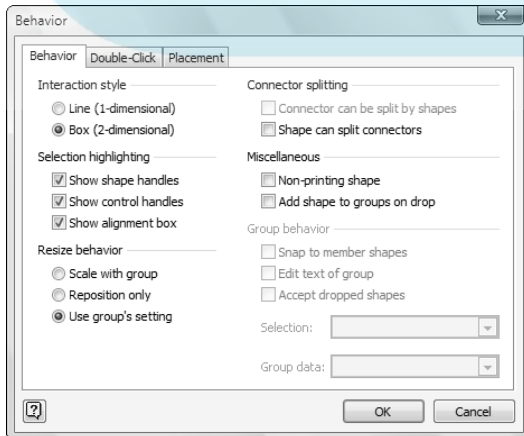 Behavior
Behavior
Double-Click
Placement
Interaction style
Line (1-dimensional)
Box (2-dimensional)
Selection highlighting
Show shape handles
Show control handles
Show alignment box
Resize behavior
Scale with group
Reposition only
Use group's setting
Connector splitting
Connector can be split by shapes
Shape can split connectors
Miscellaneous
Non-printing shape
Add shape to groups on drop
Group behavior
Snap to member shapes
Edit text of group
Accept dropped shapes
Selection:
Group data:
OK
Cancel